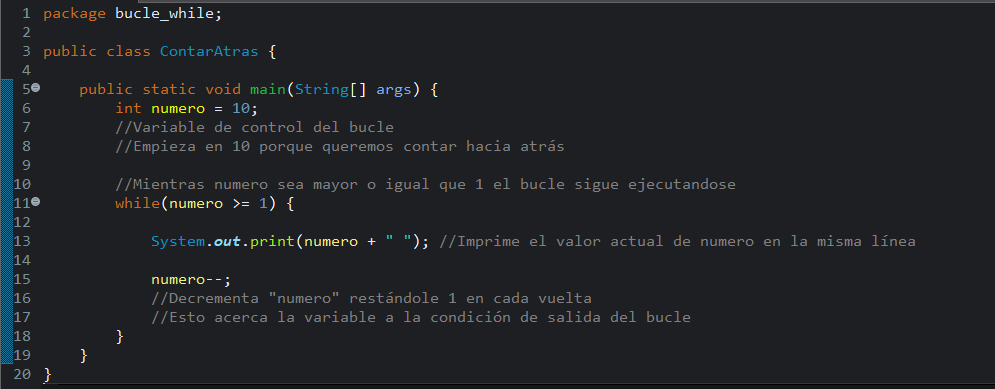 1 package bucle_while;
2
3 public class ContarAtras {
4
5 public static void main(String[] args) {
6 int numero = 10;
7 //Variable de control del bucle
8 //Empieza en 10 porque queremos contar hacia atrás
9
10 //Mientras numero sea mayor o igual que 1 el bucle sigue ejecutandose
11 while(numero >= 1) {
12
13 System.out.print(numero + " "); //Imprime el valor actual de numero en la misma línea
14
15 numero--;
16 //Decrementa "numero" restándole 1 en cada vuelta
17 //Esto acerca la variable a la condición de salida del bucle
18 }
19 }
20 }